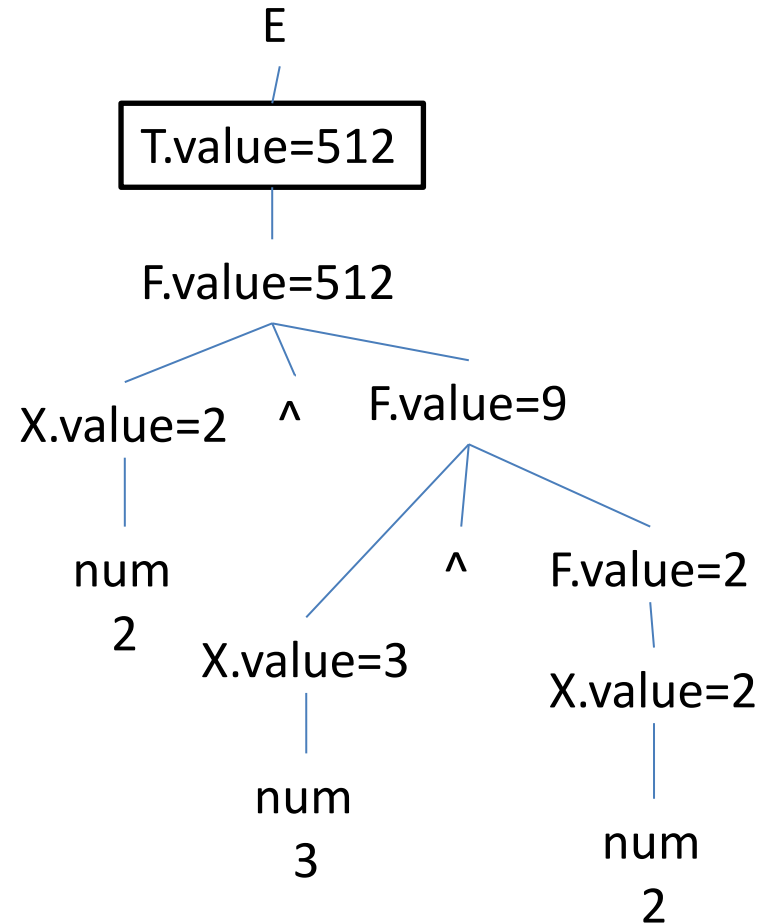 E
T.value=512
F.value=512
X.value=2 ^ F.value=9
num
2
^ F.value=2
X.value=3
X.value=2
num
3
num
2